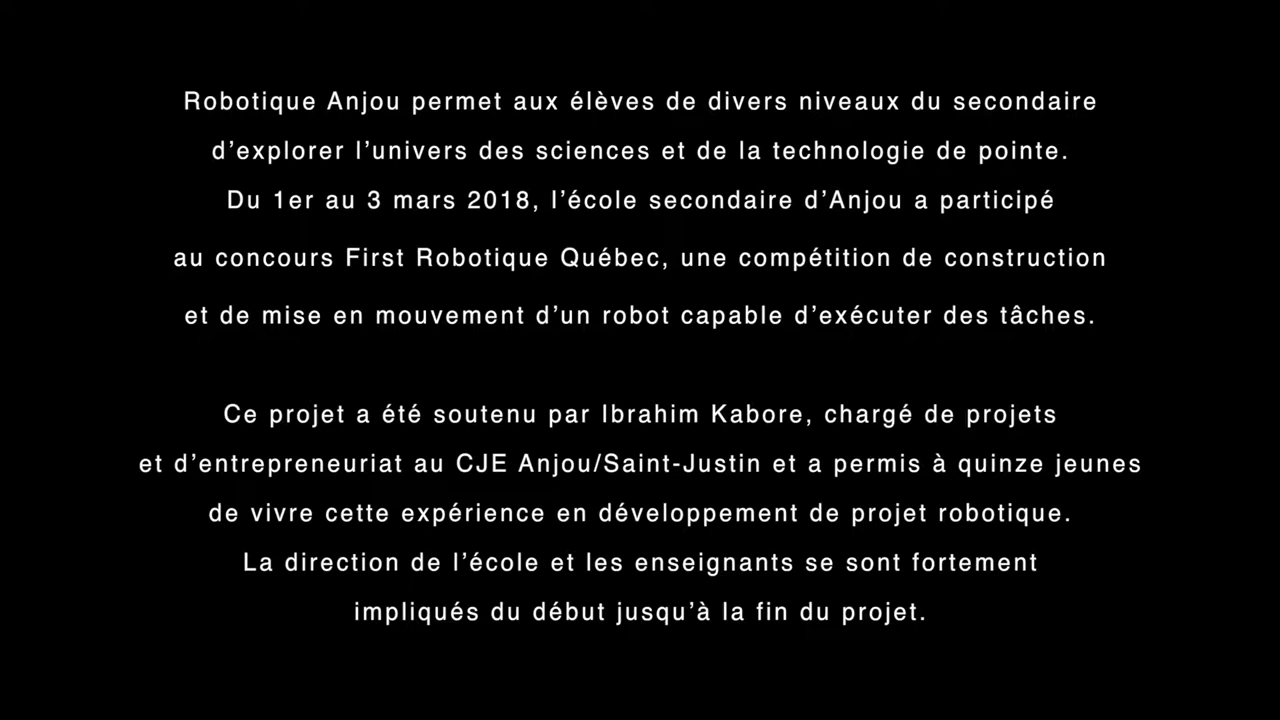 Robotique Anjou permet aux élèves de divers niveaux du secondaire
d’explorer l’univers des sciences et de la technologie de pointe.
Du 1er au 3 mars 2018, l’école secondaire d’Anjou a participé
au concours First Robotique Québec, une compétition de construction
et de mise en mouvement d’un robot capable d’exécuter des tâches.
Ce projet a été soutenu par Ibrahim Kabore, chargé de projets
et d’entrepreneuriat au CJE Anjou/Saint-Justin et a permis à quinze jeunes
de vivre cette expérience en développement de projet robotique.
La direction de l’école et les enseignants se sont fortement
impliqués du début jusqu’à la fin du projet.